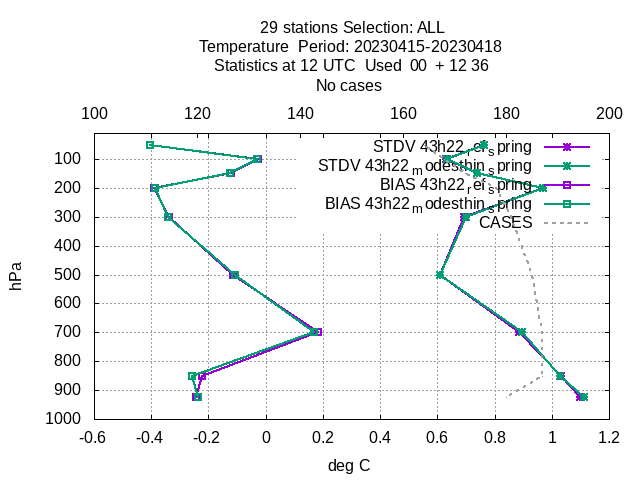 29 stations Selection: ALL
Temperature  Period: 20230415-20230418
Statistics at 12 UTC  Used  00  + 12 36
No cases
100 120 140 160 180 200
STDV 43h22_ref_spring
STDV 43h22_modesthin_spring
BIAS 43h22_ref_spring
BIAS 43h22_modesthin_spring
CASES
100
200
300
400
500
600
700
800
900
1000
hPa
-0.6 -0.4 -0.2 0 0.2 0.4 0.6 0.8 1 1.2
deg C